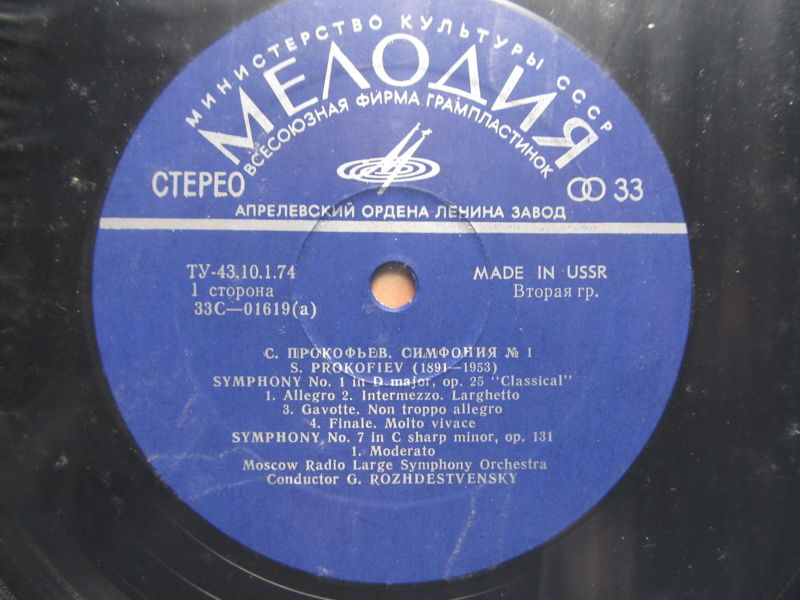 МИНИСТЕРСТВО КУЛЬТУРЫ СССР
МЕЛОДИЯ
ВСЕСОЮЗНАЯ ФИРМА ГРАМПЛАСТИНОК
СТЕРЕО
33
АПРЕЛЕВСКИЙ ОРДЕНА ЛЕНИНА ЗАВОД
ТУ-43.10.1.74
MADE IN USSR
1 сторона
Вторая гр.
33С—01619(а)
С. ПРОКОФЬЕВ. СИМФОНИЯ № 1
S. PROKOFIEV (1891—1953)
SYMPHONY No. 1 in D major, op. 25 "Classical"
1. Allegro 2. Intermezzo. Larghetto
3. Gavotte. Non troppo allegro
4. Finale. Molto vivace
SYMPHONY No. 7 in C sharp minor, op. 131
1. Moderato
Moscow Radio Large Symphony Orchestra
Conductor G. ROZHDESTVENSKY